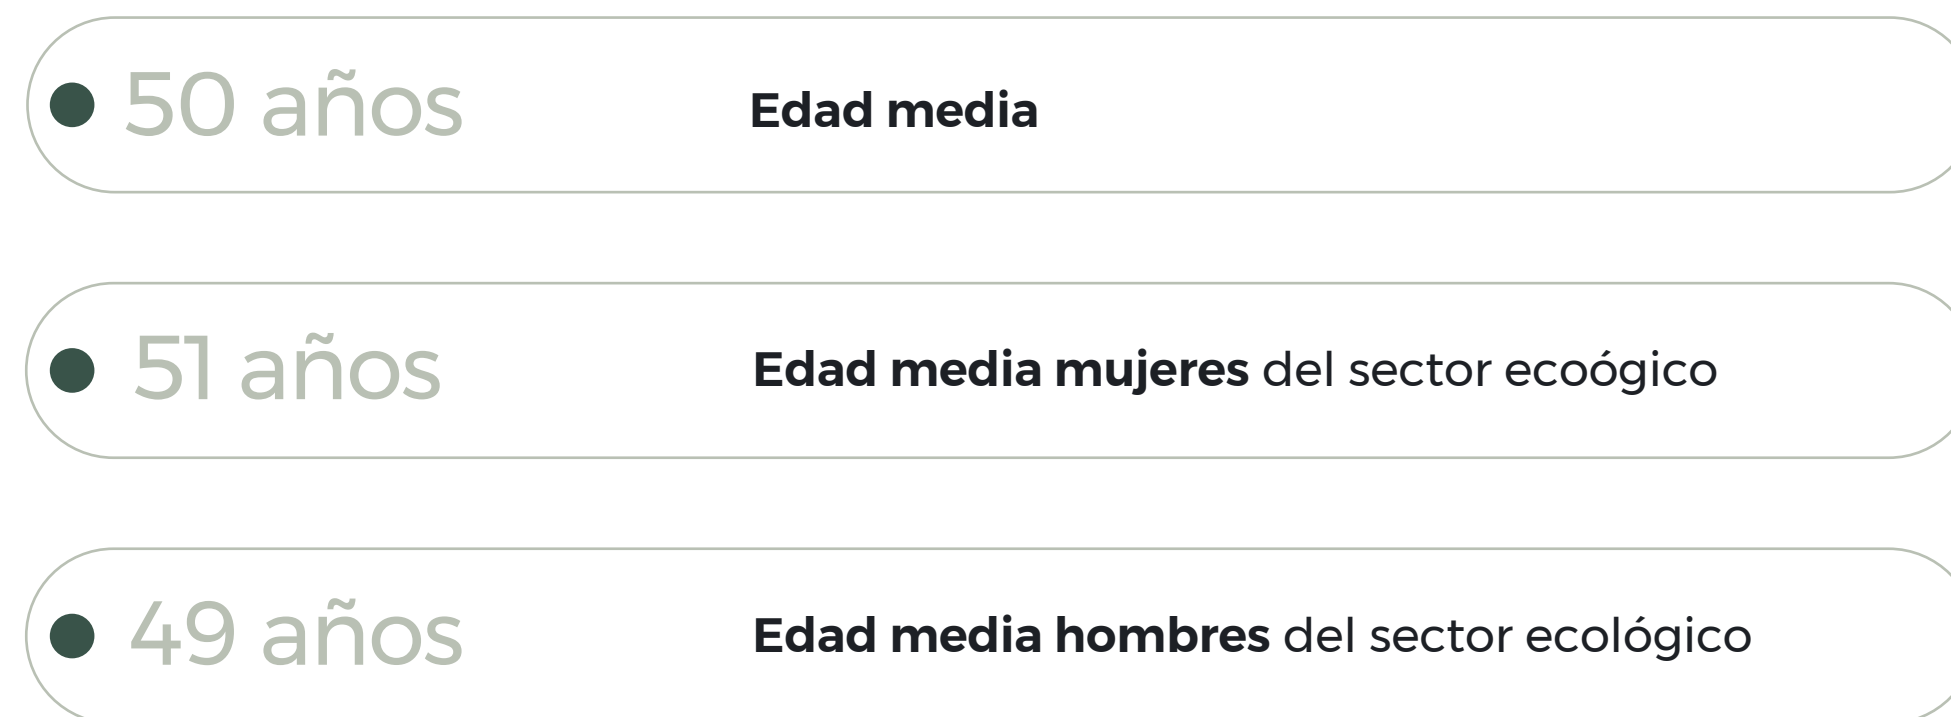 50 años Edad media
51 años Edad media mujeres del sector ecoógico
49 años Edad media hombres del sector ecológico